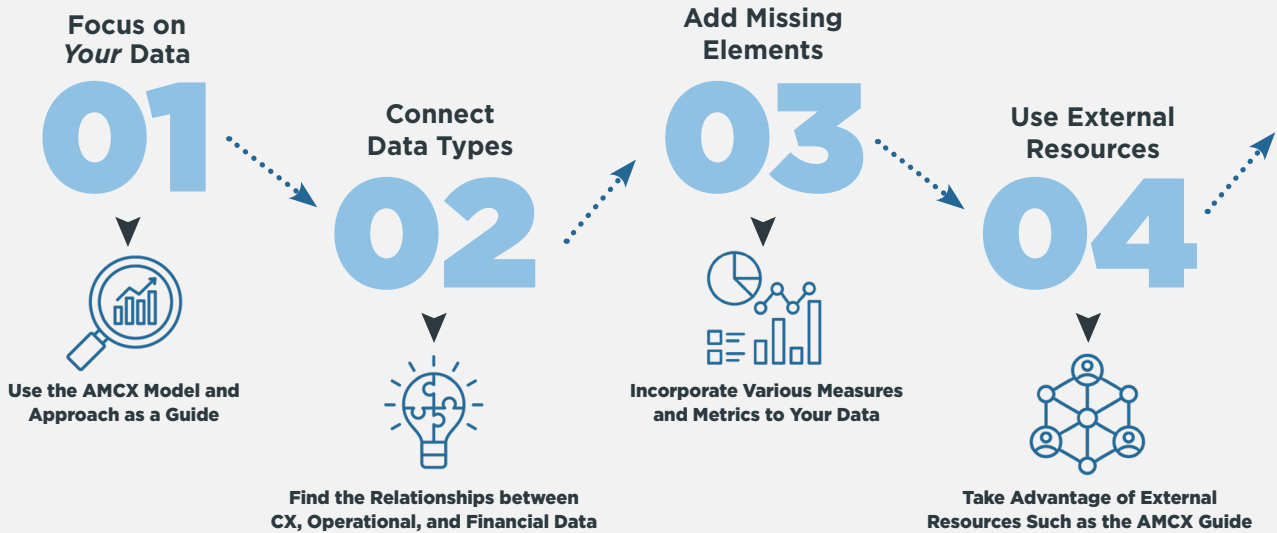 Focus on
Your Data
01
Use the AMCX Model and
Approach as a Guide
Connect
Data Types
02
Find the Relationships between
CX, Operational, and Financial Data
Add Missing
Elements
03
Incorporate Various Measures
and Metrics to Your Data
Use External
Resources
04
Take Advantage of External
Resources Such as the AMCX Guide